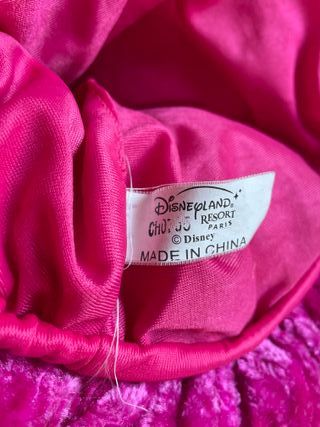 Disneyland
RESORT
PARIS
© Disney
MADE IN CHINA